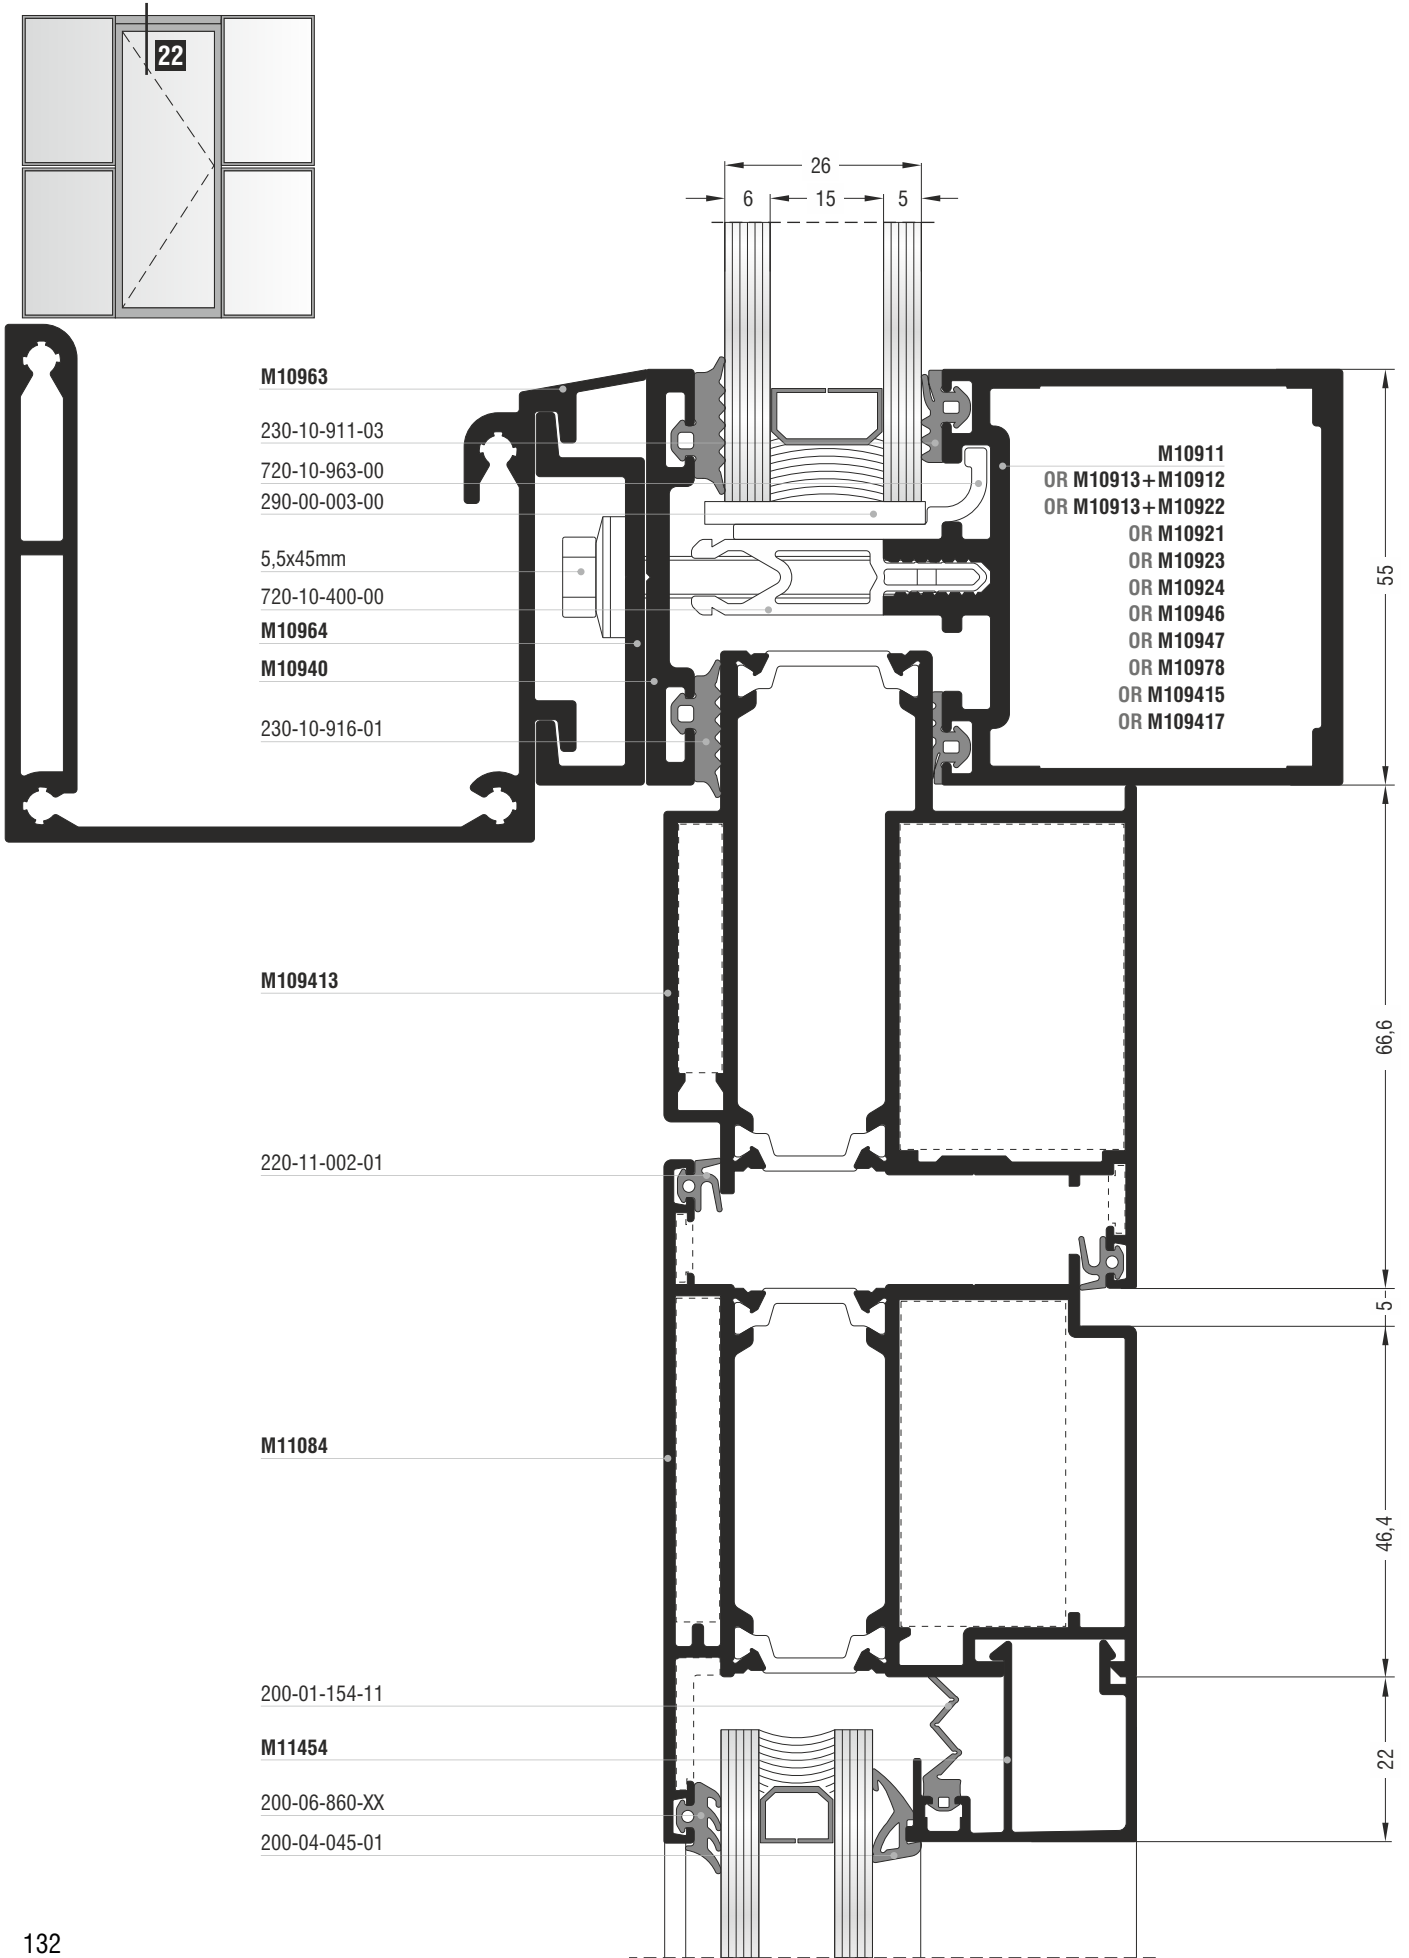 22
26
6
15
5
M10963
230-10-911-03
720-10-963-00
290-00-003-00
5,5x45mm
720-10-400-00
M10964
M10940
230-10-916-01
M10911
OR M10913+M10912
OR M10913+M10922
OR M10921
OR M10923
OR M10924
OR M10946
OR M10947
OR M10978
OR M109415
OR M109417
55
M109413
66,6
220-11-002-01
5
M11084
46,4
200-01-154-11
M11454
22
200-06-860-XX
200-04-045-01
132